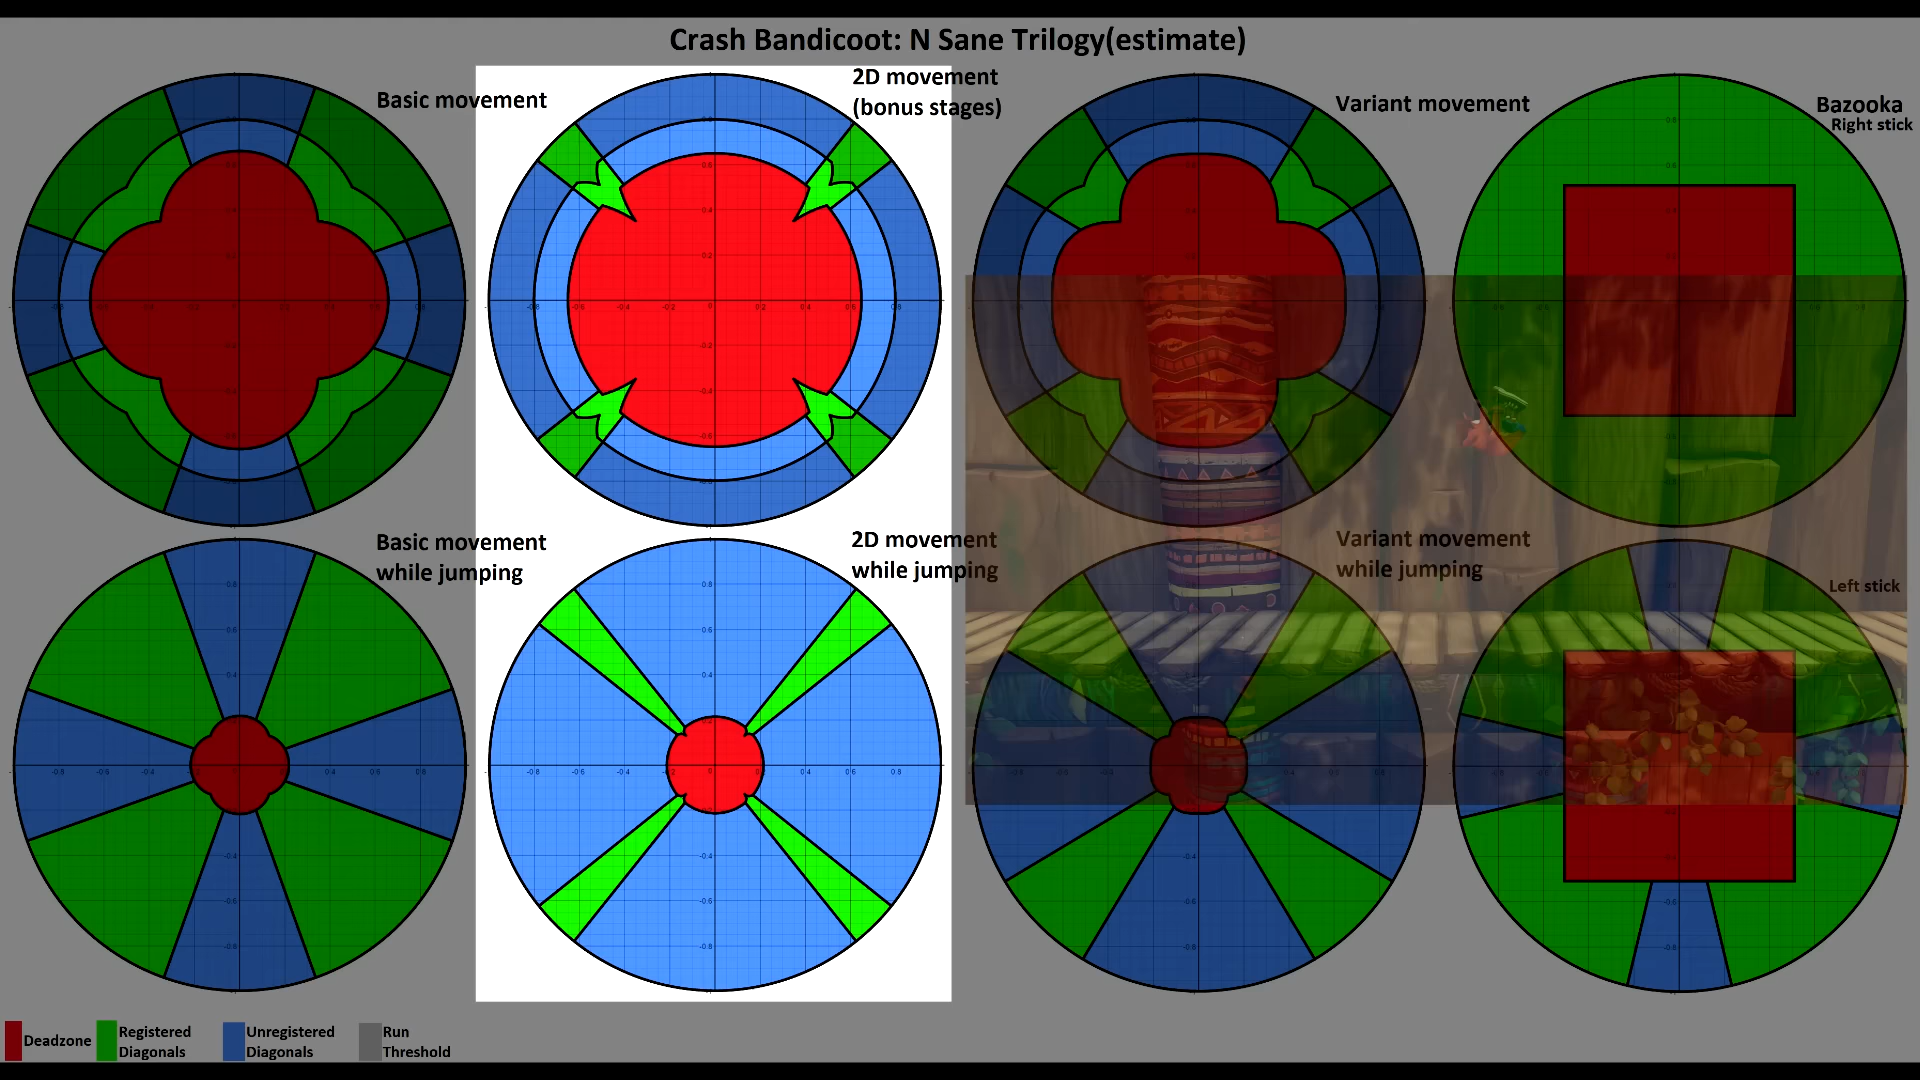 Crash Bandicoot: N Sane Trilogy(estimate)
Basic movement
2D movement
(bonus stages)
Variant movement
Bazooka
Right stick
Basic movement
while jumping
2D movement
while jumping
Variant movement
while jumping
Left stick
Deadzone
Registered
Diagonals
Unregistered
Diagonals
Run
Threshold